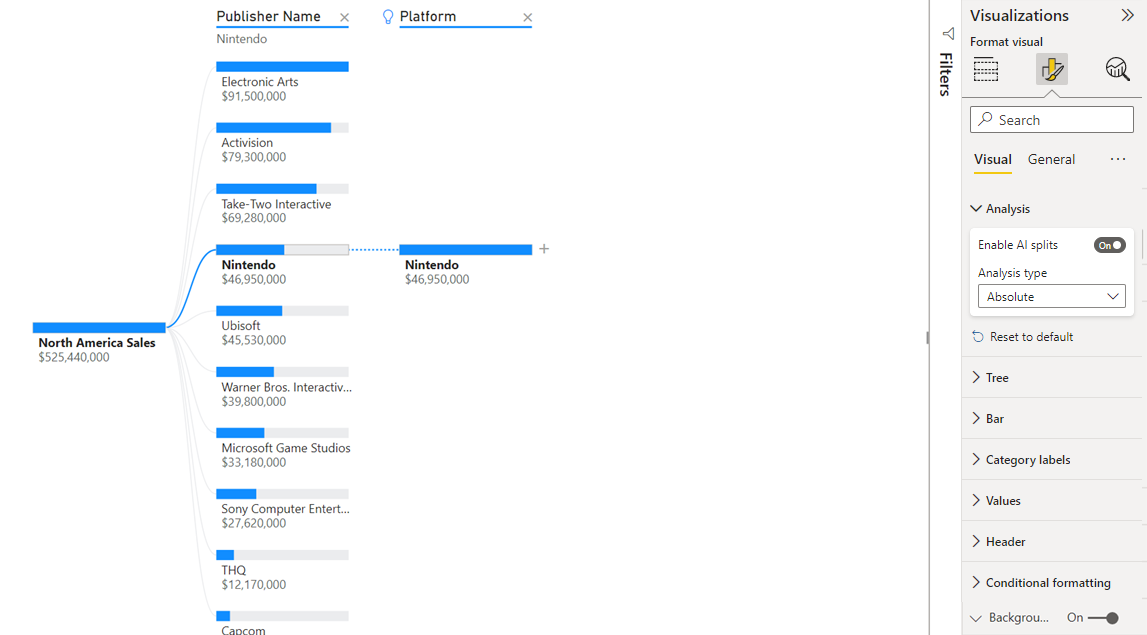 Publisher Name
Nintendo
Platform
Electronic Arts
$91,500,000
Activision
$79,300,000
Take-Two Interactive
$69,280,000
Nintendo
$46,950,000
Nintendo
$46,950,000
Ubisoft
$45,530,000
North America Sales
$525,440,000
Warner Bros. Interactiv...
$39,800,000
Microsoft Game Studios
$33,180,000
Sony Computer Entert...
$27,620,000
THQ
$12,170,000
Capcom
Filters
Visualizations
Format visual
Search
Visual General
Analysis
Enable AI splits On
Analysis type
Absolute
Reset to default
Tree
Bar
Category labels
Values
Header
Conditional formatting
Backgrou... On